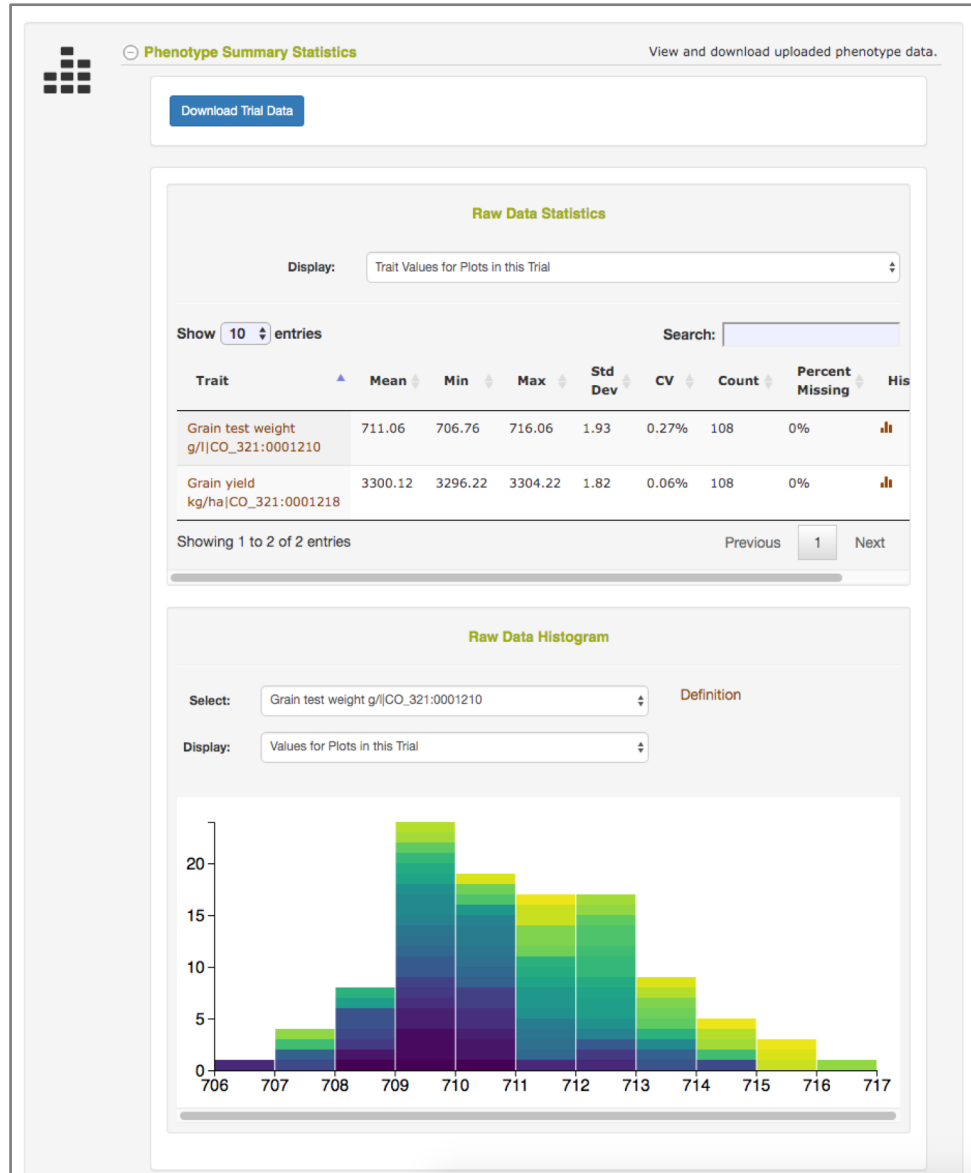 Phenotype Summary Statistics View and download uploaded phenotype data.
Download Trial Data
Raw Data Statistics
Display: Trait Values for Plots in this Trial
Show 10 entries Search:
Trait Mean Min Max Std Dev CV Count Percent Missing His
Grain test weight g/l|CO_321:0001210 711.06 706.76 716.06 1.93 0.27% 108 0%
Grain yield kg/ha|CO_321:0001218 3300.12 3296.22 3304.22 1.82 0.06% 108 0%
Showing 1 to 2 of 2 entries Previous 1 Next
Raw Data Histogram
Select: Grain test weight g/l|CO_321:0001210 Definition
Display: Values for Plots in this Trial
20
15
10
5
0
706 707 708 709 710 711 712 713 714 715 716 717